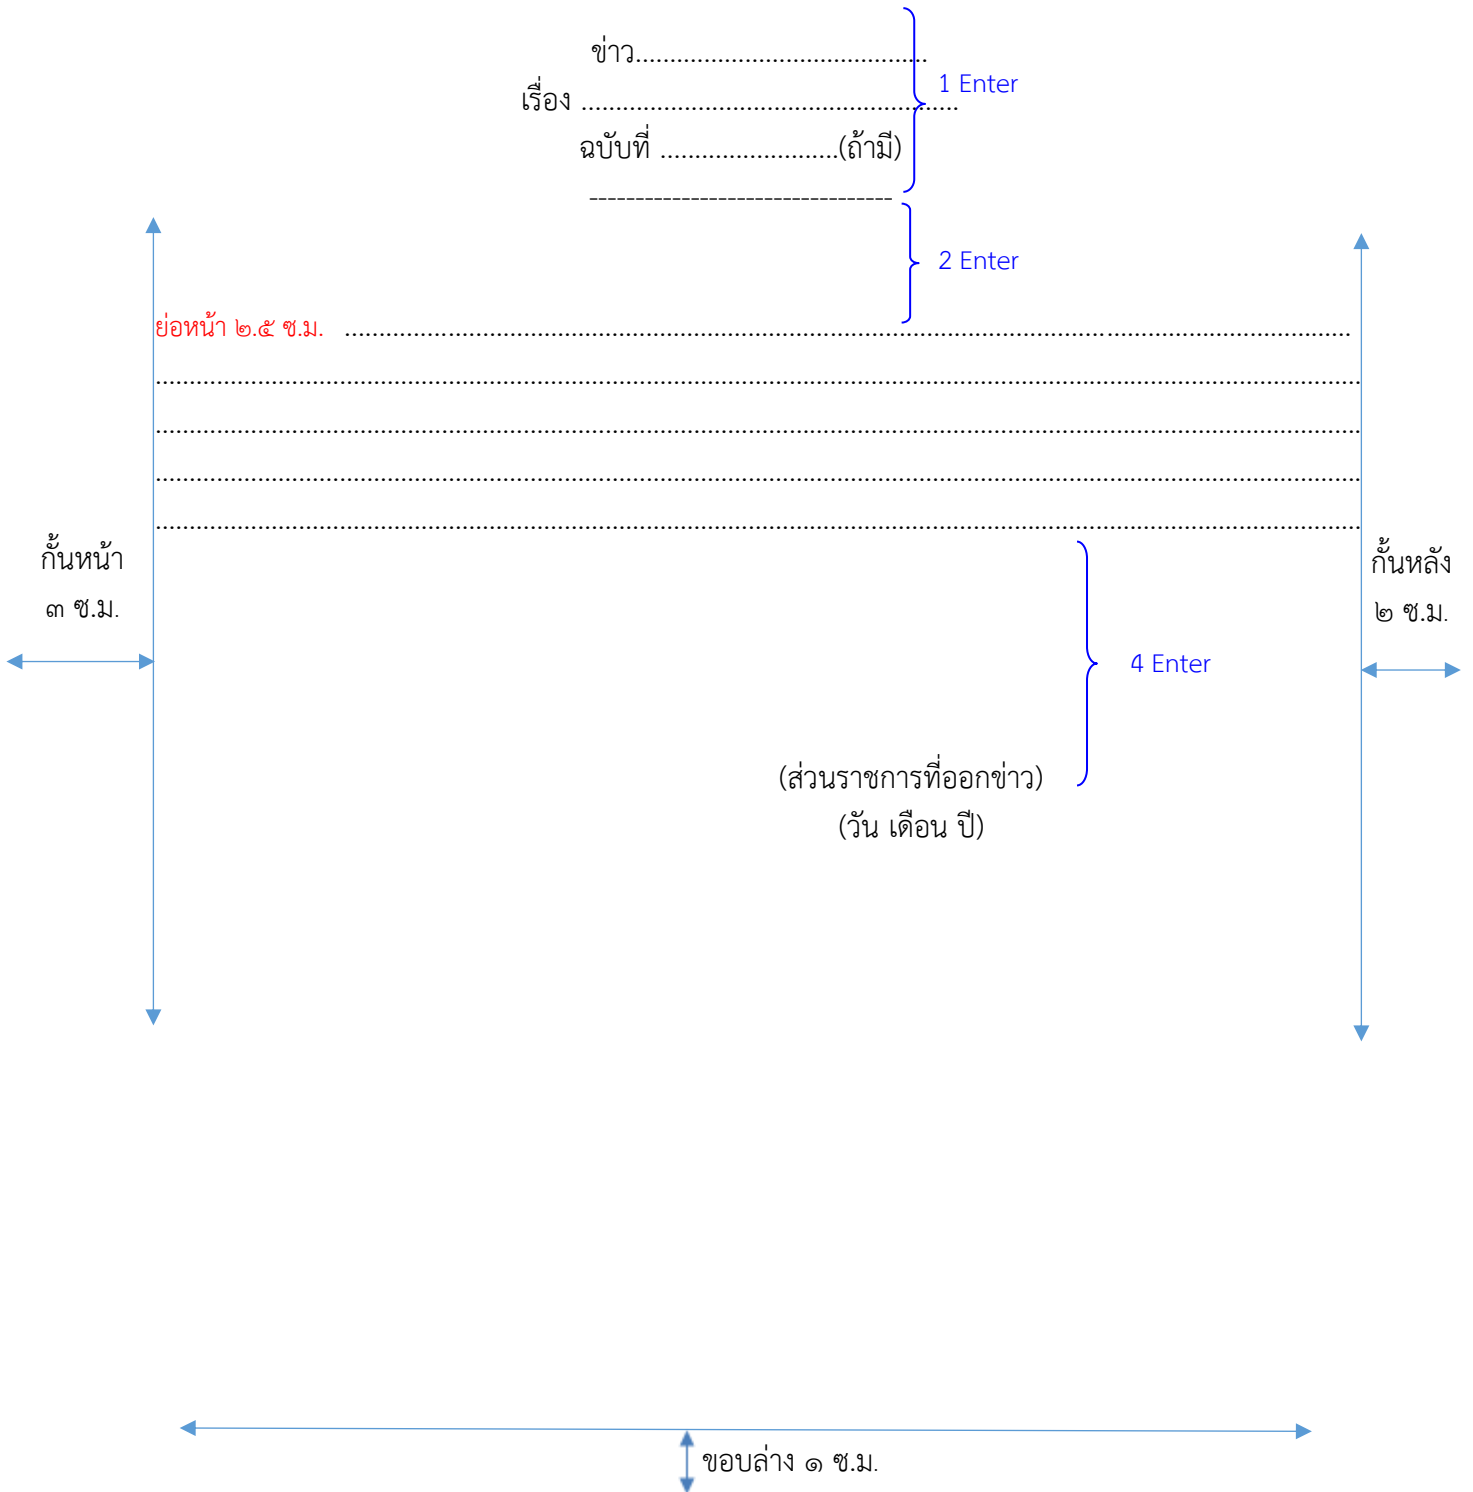 ข่าว..........................................
1 Enter
เรื่อง ......................................................
ฉบับที่ ..........................(ถ้ามี)
---------------------------------
2 Enter
ย่อหน้า ๒.๕ ซ.ม. ..................................................................................................................................................
...............................................................................................................................................................................
...............................................................................................................................................................................
...............................................................................................................................................................................
...............................................................................................................................................................................
กั้นหน้า
๓ ซ.ม.
กั้นหลัง
๒ ซ.ม.
4 Enter
(ส่วนราชการที่ออกข่าว)
(วัน เดือน ปี)
ขอบล่าง ๑ ซ.ม.